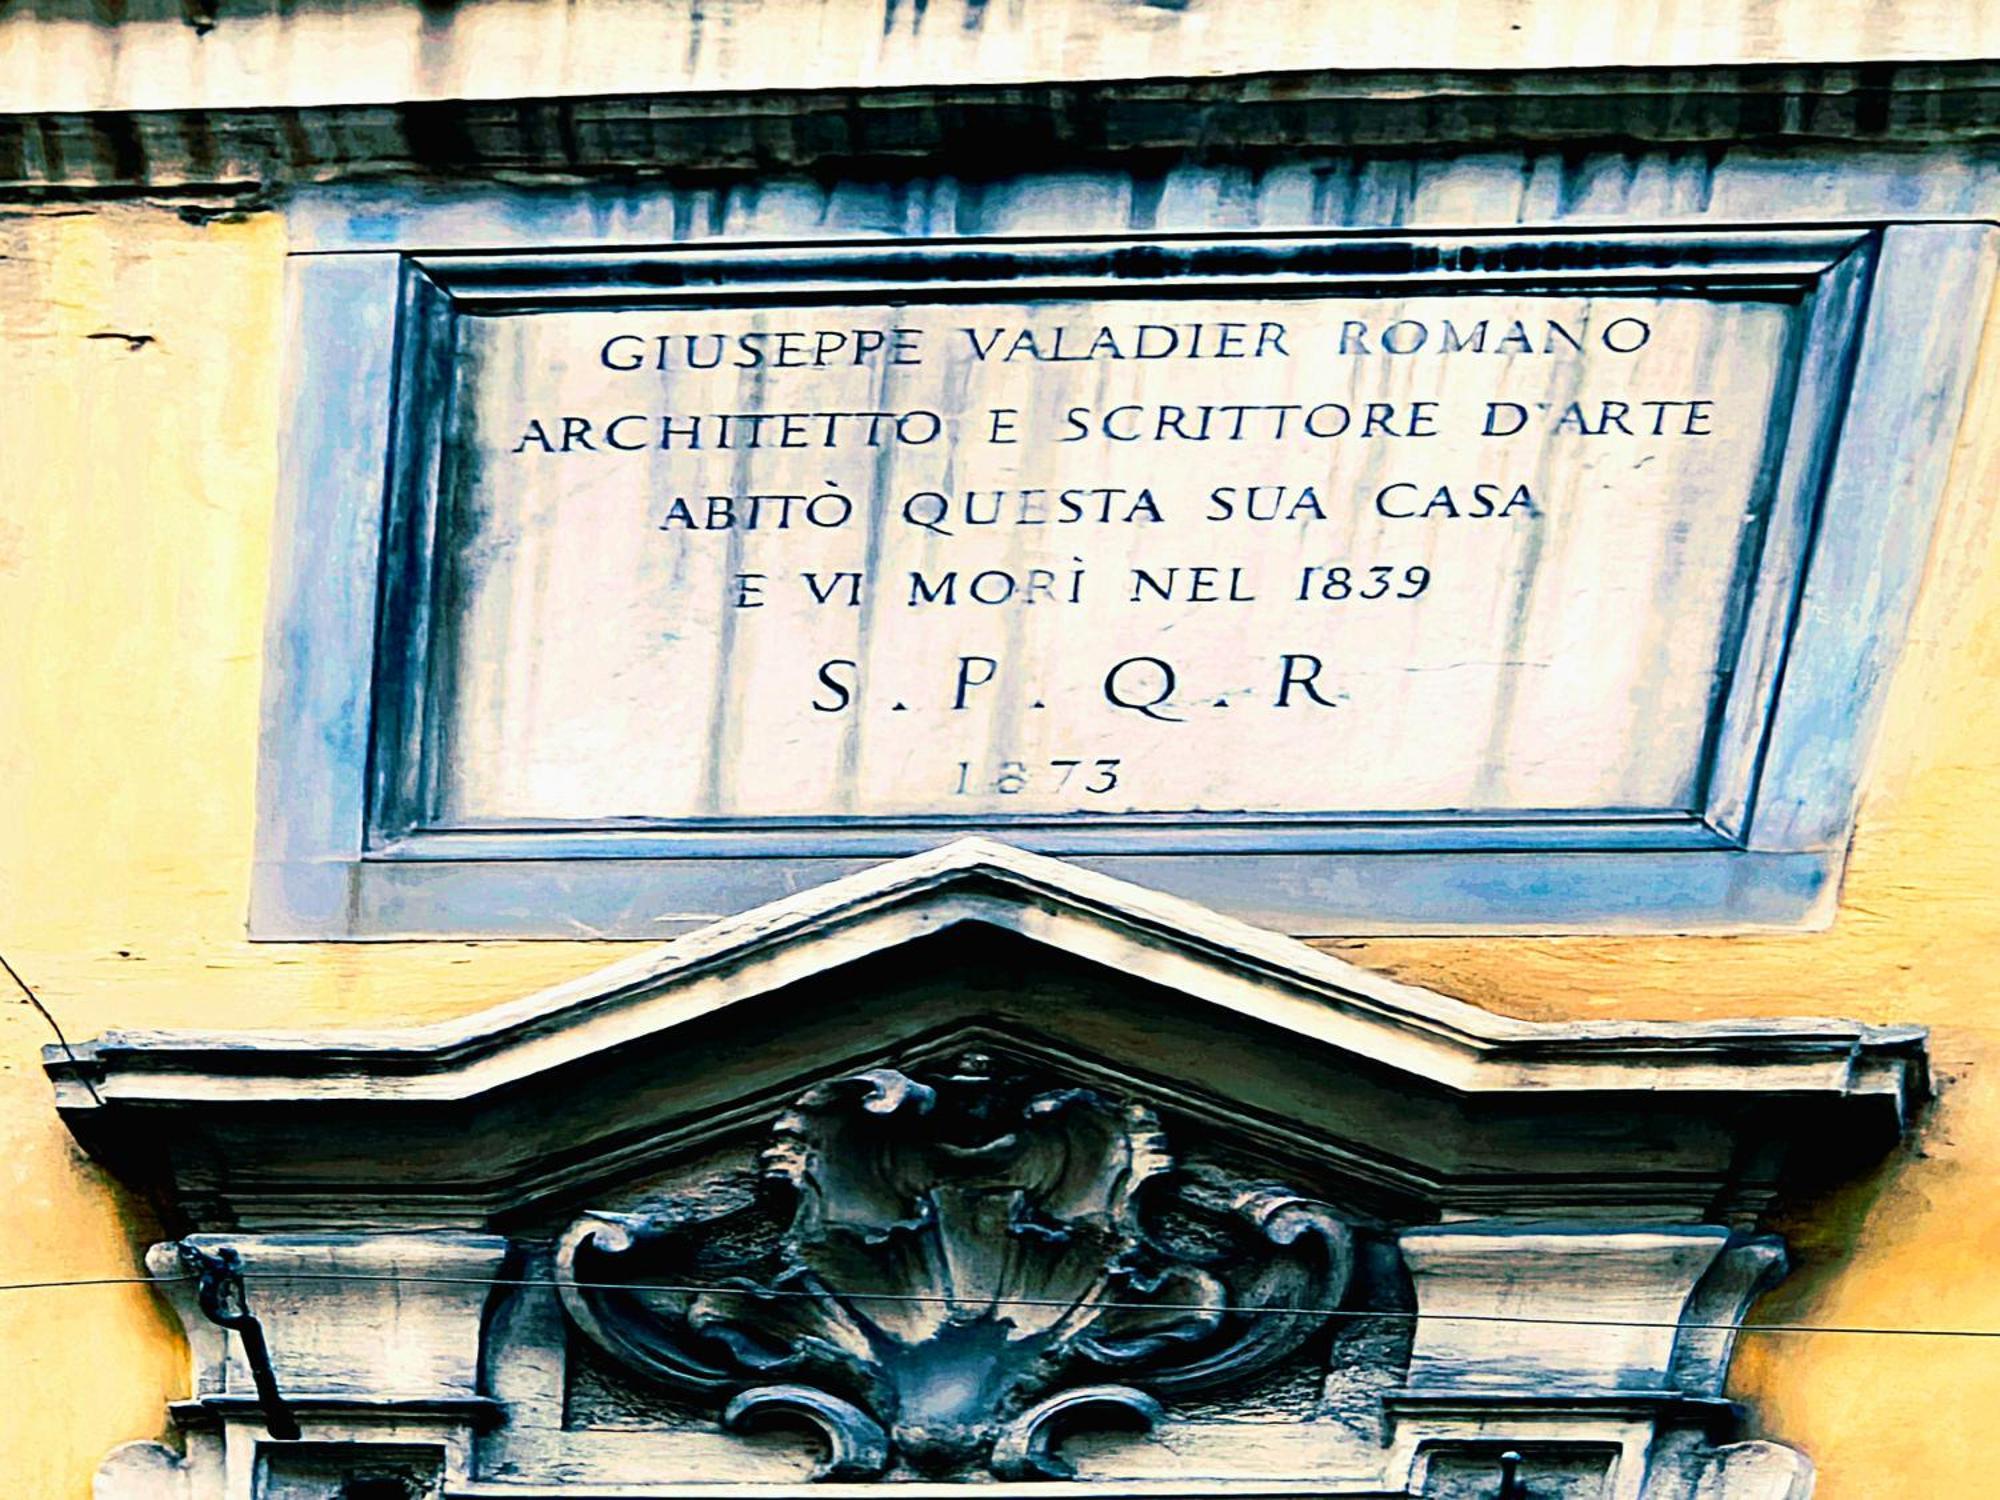 GIUSEPPE VALADIER ROMANO
ARCHITETTO E SCRITTORE D'ARTE
ABITÒ QUESTA SUA CASA
E VI MORÌ NEL 1839
S . P . Q . R
1873